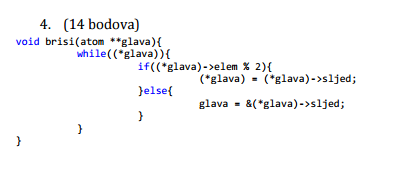 4. (14 bodova)
void brisi(atom **glava){
while((*glava)){
if((*glava)->elem % 2){
(*glava) = (*glava)->sljed;
}else{
glava = &(*glava)->sljed;
}
}
}